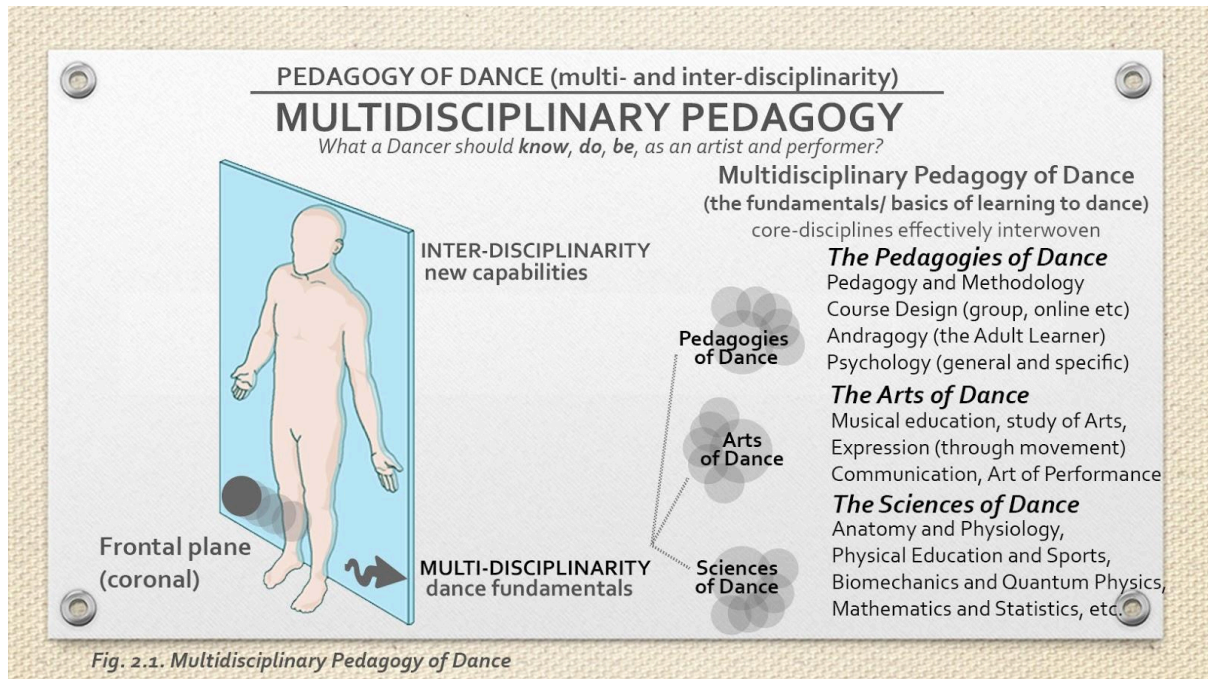 PEDAGOGY OF DANCE (multi- and inter-disciplinarity)
MULTIDISCIPLINARY PEDAGOGY
What a Dancer should know, do, be, as an artist and performer?
Multidisciplinary Pedagogy of Dance
(the fundamentals/ basics of learning to dance)
core-disciplines effectively interwoven
INTER-DISCIPLINARITY
new capabilities
Pedagogies
of Dance
The Pedagogies of Dance
Pedagogy and Methodology
Course Design (group, online etc)
Andragogy (the Adult Learner)
Psychology (general and specific)
Arts
of Dance
The Arts of Dance
Musical education, study of Arts,
Expression (through movement)
Communication, Art of Performance
Frontal plane
(coronal)
MULTI-DISCIPLINARITY
dance fundamentals
Sciences
of Dance
The Sciences of Dance
Anatomy and Physiology,
Physical Education and Sports,
Biomechanics and Quantum Physics,
Mathematics and Statistics, etc.
Fig. 2.1. Multidisciplinary Pedagogy of Dance